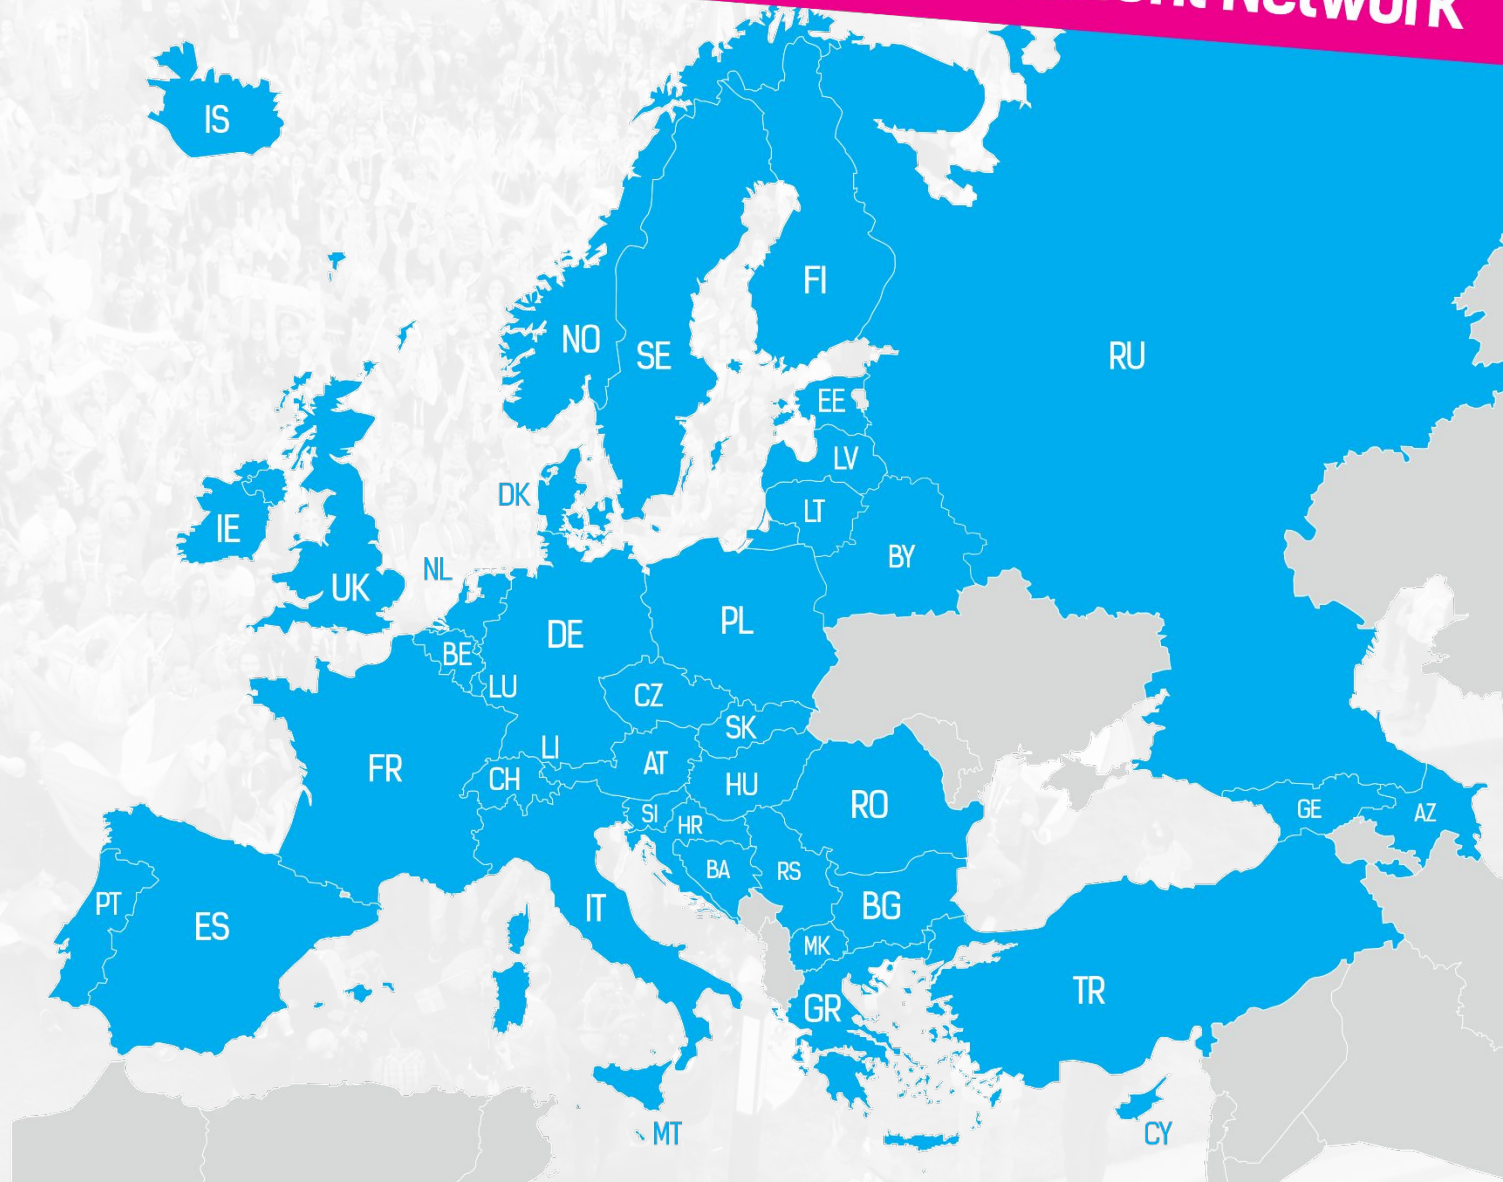 Network
IS
FI
NO
SE
RU
EE
LV
DK
LT
IE
BY
NL
UK
PL
DE
BE
LU
CZ
SK
LI
AT
FR
CH
HU
RO
SI
HR
GE
AZ
BA
RS
PT
ES
IT
BG
MK
TR
GR
MT
CY